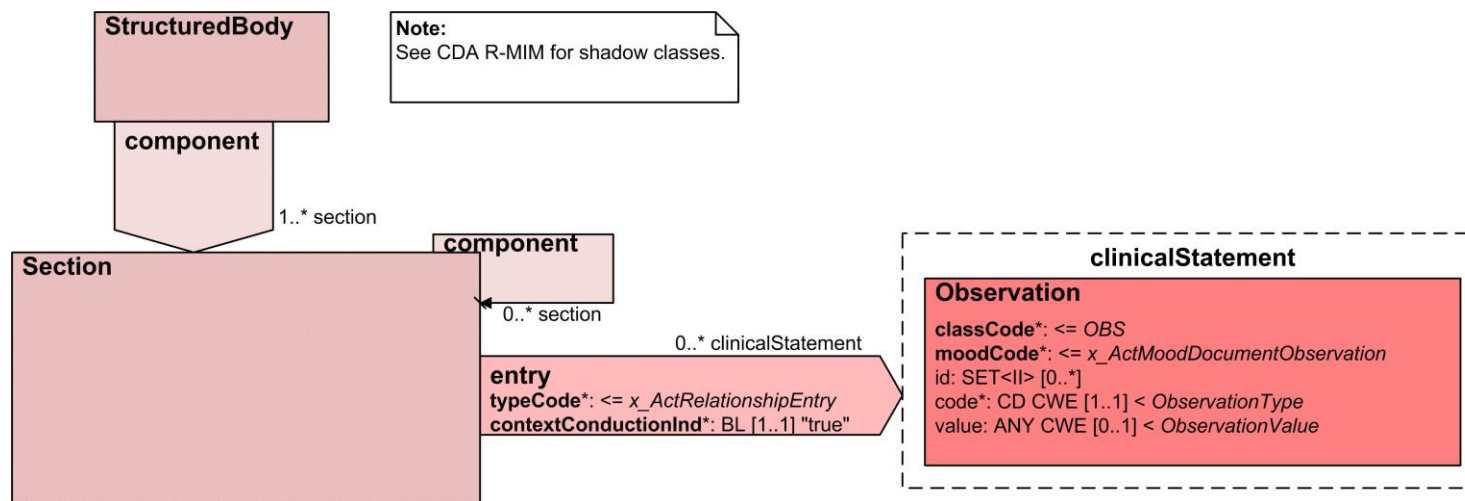 StructuredBody
Note:
See CDA R-MIM for shadow classes.
component
1..* section
component
Section
0..* section
clinicalStatement
Observation
classCode*: <= OBS
moodCode*: <= x_ActMoodDocumentObservation
id: SET<II> [0..*]
code*: CD CWE [1..1] < ObservationType
value: ANY CWE [0..1] < ObservationValue
0..* clinicalStatement
entry
typeCode*: <= x_ActRelationshipEntry
contextConductionInd*: BL [1..1] "true"